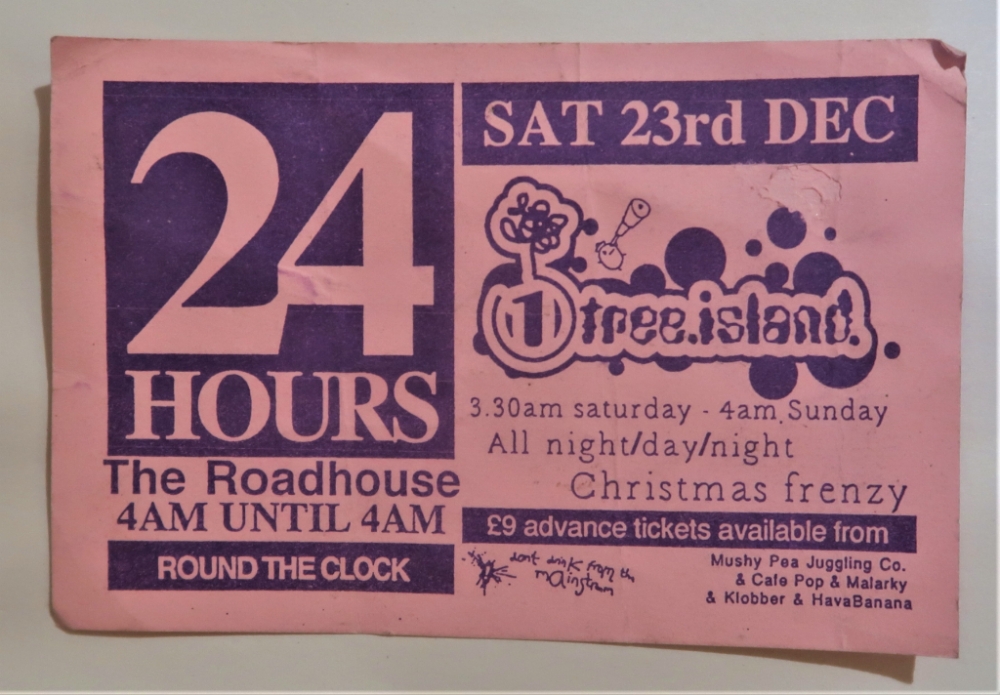 24
HOURS
The Roadhouse
4AM UNTIL 4AM
ROUND THE CLOCK
SAT 23rd DEC
1 tree.island.
3.30am saturday - 4am Sunday
All night/day/night
Christmas frenzy
£9 advance tickets available from
dont drink from the
mainstream
Mushy Pea Juggling Co.
& Cafe Pop & Malarky
& Klobber & HavaBanana